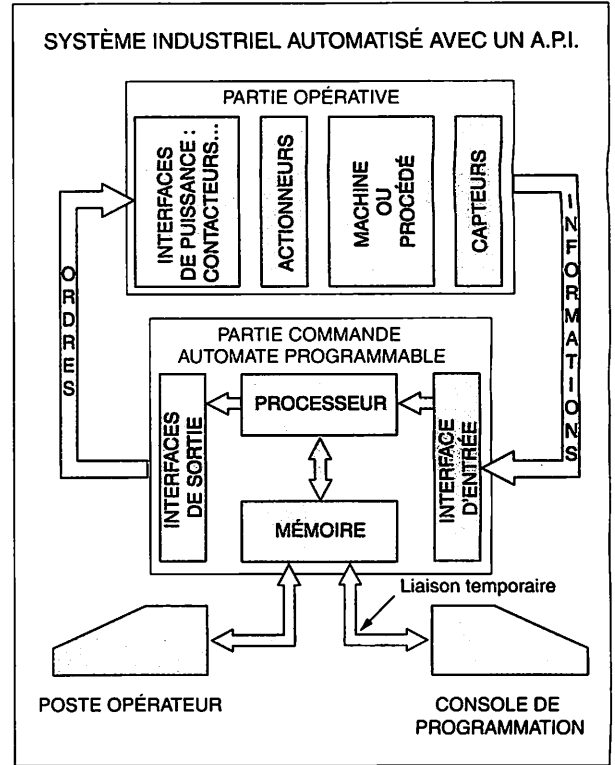 SYSTÈME INDUSTRIEL AUTOMATISÉ AVEC UN A.P.I.
PARTIE OPÉRATIVE
INTERFACES
DE PUISSANCE :
CONTACTEURS...
ACTIONNEURS
MACHINE
OU
PROCÉDÉ
CAPTEURS
ORDRES
INFORMATIONS
PARTIE COMMANDE
AUTOMATE PROGRAMMABLE
INTERFACES
DE SORTIE
PROCESSEUR
MÉMOIRE
INTERFACE
D'ENTRÉE
Liaison temporaire
POSTE OPÉRATEUR
CONSOLE DE
PROGRAMMATION